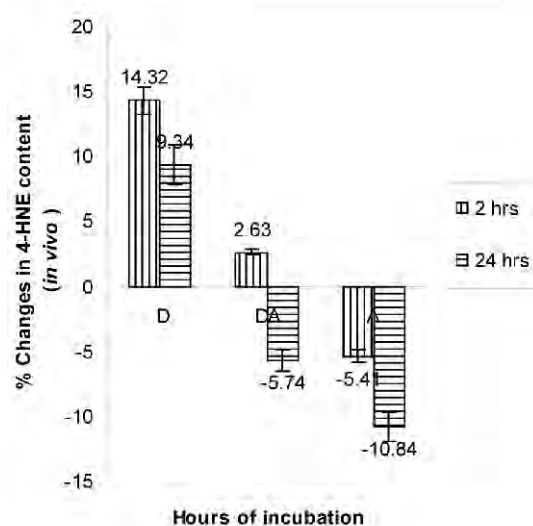 % Changes in 4-HNE content
(in vivo )
20
15
10
5
0
-5
-10
-15
14.32
9.34
2.63
-5.74
-5.41
-10.84
D
DA
A
2 hrs
24 hrs
Hours of incubation